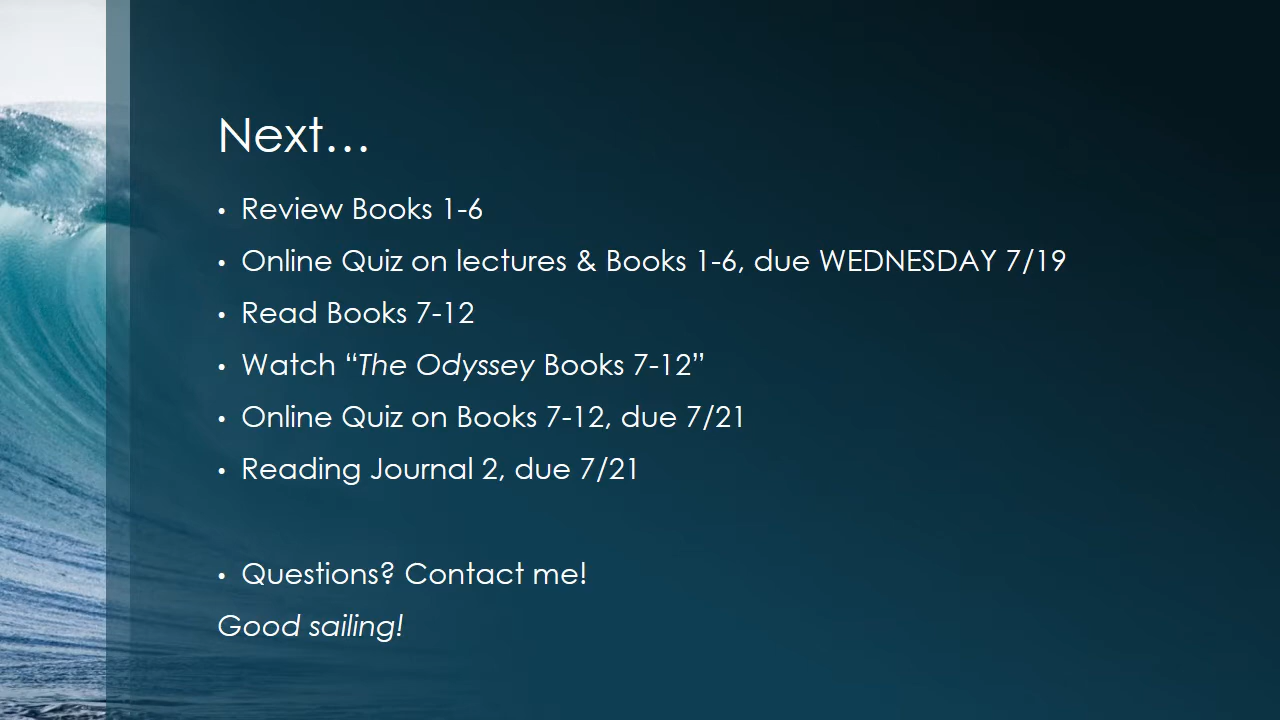 Next…
• Review Books 1-6
• Online Quiz on lectures & Books 1-6, due WEDNESDAY 7/19
• Read Books 7-12
• Watch “The Odyssey Books 7-12”
• Online Quiz on Books 7-12, due 7/21
• Reading Journal 2, due 7/21
• Questions? Contact me!
Good sailing!